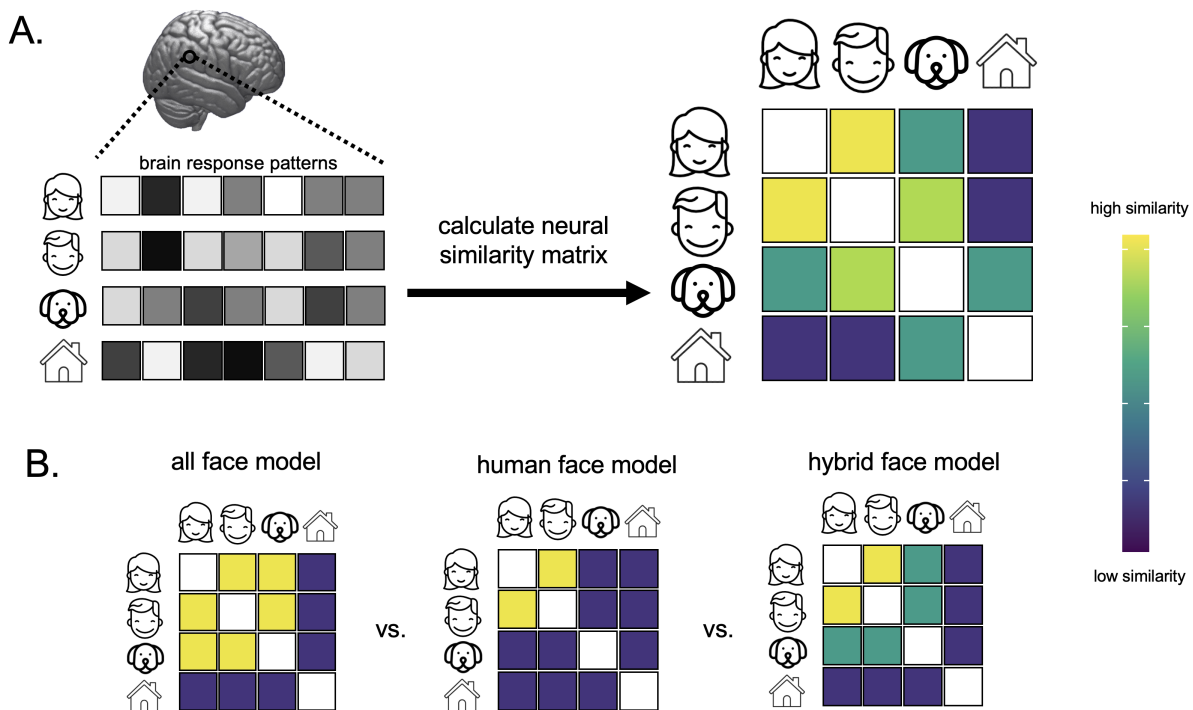 A.
brain response patterns
calculate neural
similarity matrix
high similarity
low similarity
B.
all face model
human face model
hybrid face model
vs.
vs.